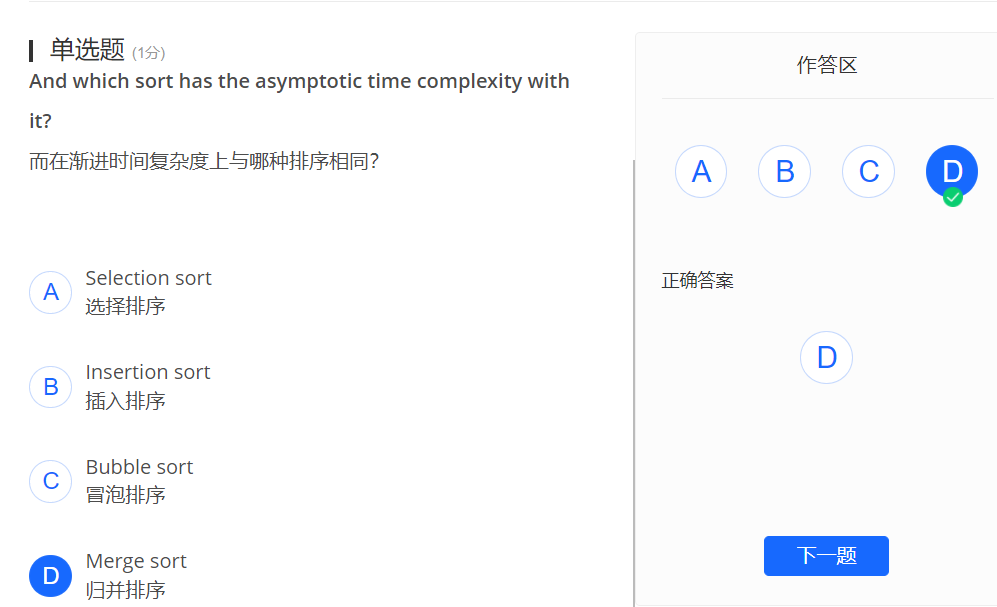 单选题 (1分)
And which sort has the asymptotic time complexity with
it?
而在渐进时间复杂度上与哪种排序相同?
A
Selection sort
选择排序
B
Insertion sort
插入排序
C
Bubble sort
冒泡排序
D
Merge sort
归并排序
作答区
A B C D
正确答案
D
下一题